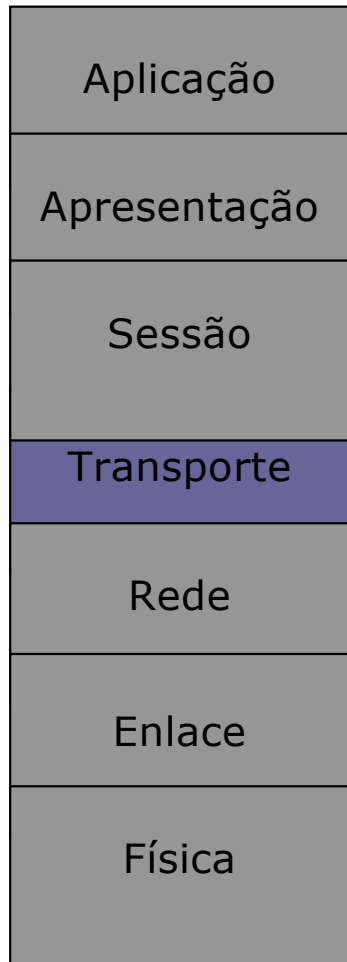 Aplicação
Apresentação
Sessão
Transporte
Rede
Enlace
Física